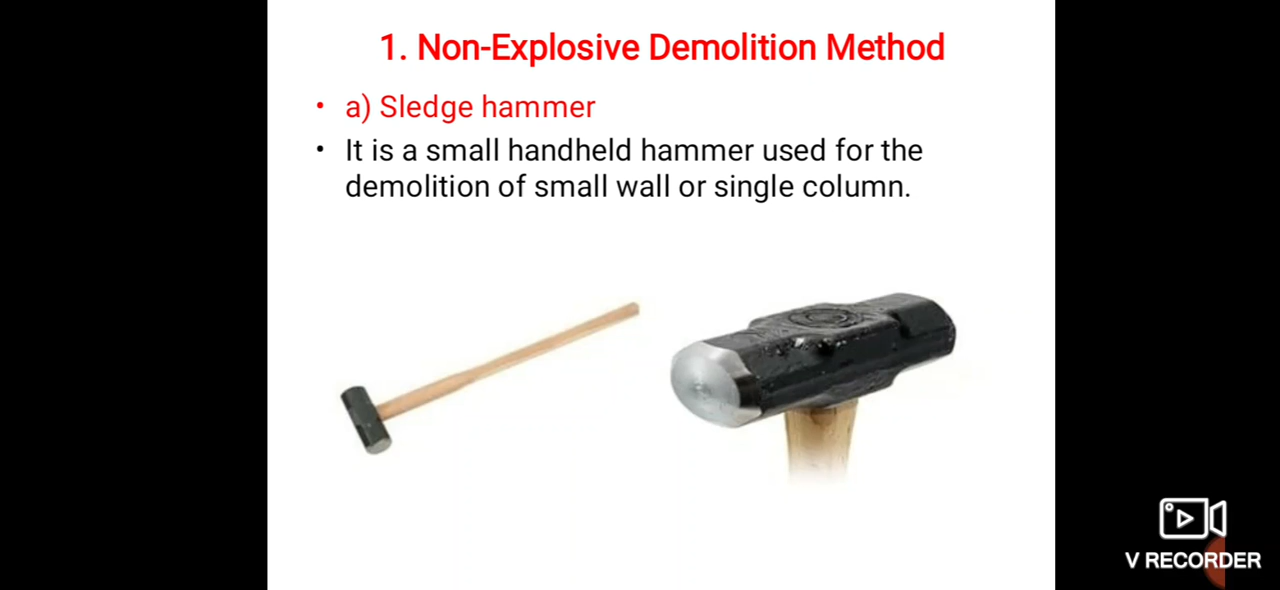 1. Non-Explosive Demolition Method
• a) Sledge hammer
• It is a small handheld hammer used for the
demolition of small wall or single column.
V RECORDER